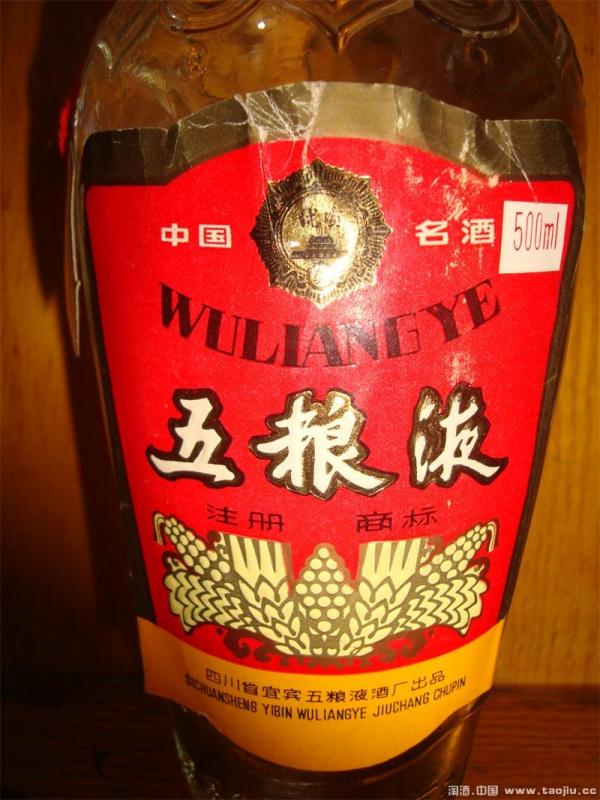 中国 名酒
500ml
WULIANGYE
五粮液
注册 商标
四川省宜宾五粮液酒厂出品
SICHUANSHENG YIBIN WULIANGYE JIUCHANG CHUPIN
淘酒.中国 www.taojiu.cc